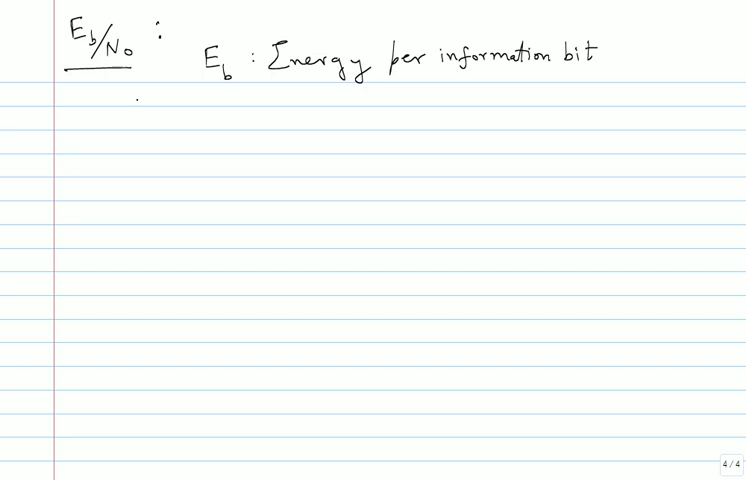 Eb/No :
Eb : Energy per information bit
4 / 4